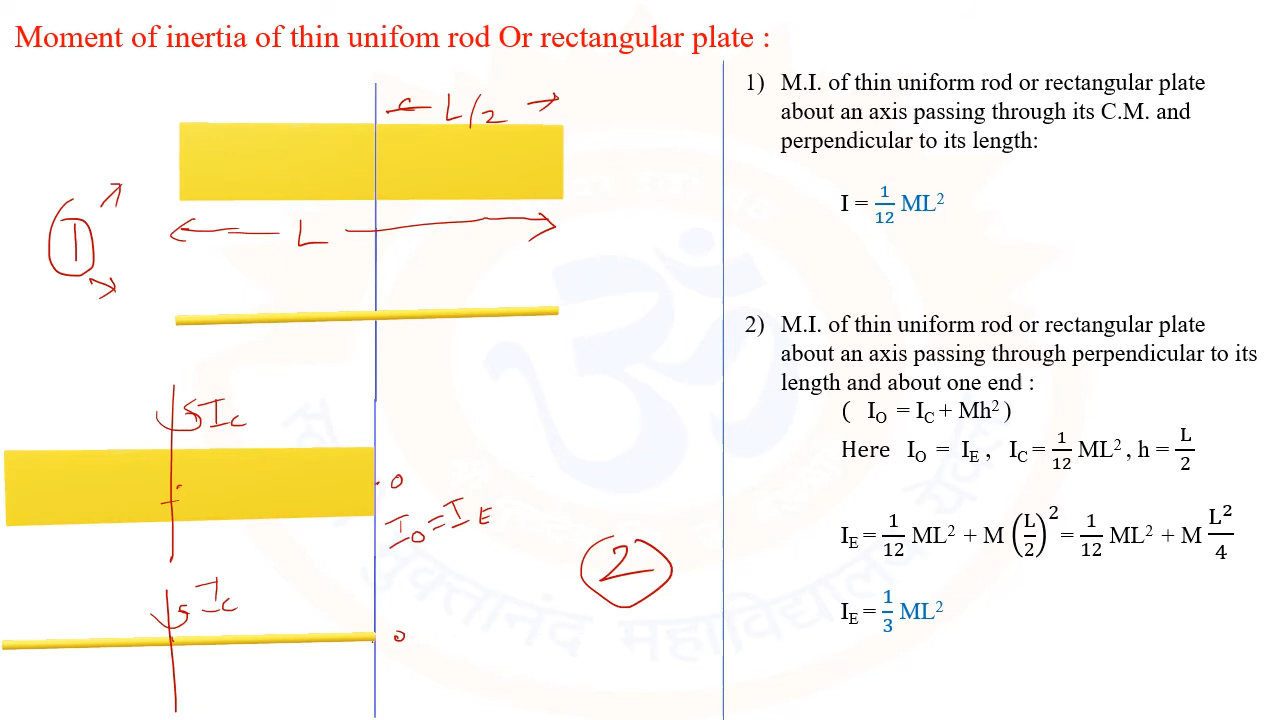 Moment of inertia of thin unifom rod Or rectangular plate :
L/2
L
1
5 I_C
O
I_O = I_E
2
5 I_C
O
1) M.I. of thin uniform rod or rectangular plate
about an axis passing through its C.M. and
perpendicular to its length:
I = 1/12 ML²
2) M.I. of thin uniform rod or rectangular plate
about an axis passing through perpendicular to its
length and about one end :
( I_O = I_C + Mh² )
Here I_O = I_E , I_C = 1/12 ML² , h = L/2
I_E = 1/12 ML² + M (L/2)² = 1/12 ML² + M L²/4
I_E = 1/3 ML²
मुक्तानंद महाविद्यालय